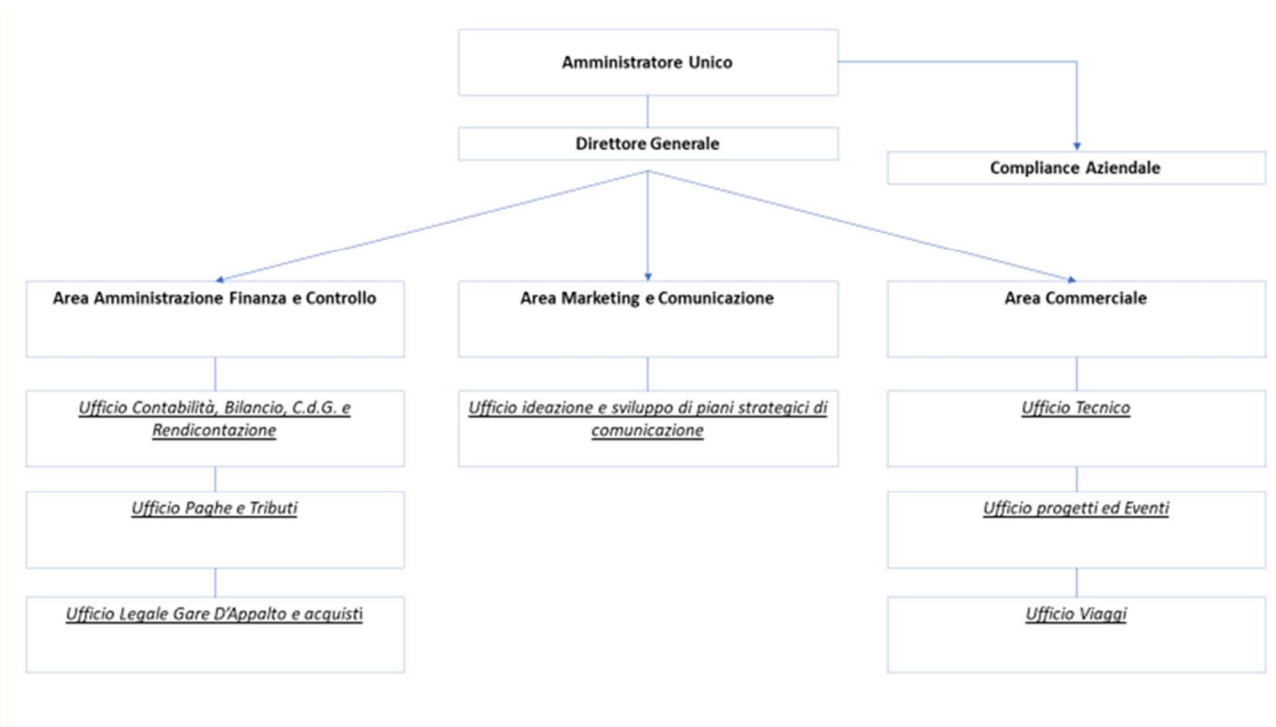 Amministratore Unico
Direttore Generale
Compliance Aziendale
Area Amministrazione Finanza e Controllo
Area Marketing e Comunicazione
Area Commerciale
Ufficio Contabilità, Bilancio, C.d.G. e
Rendicontazione
Ufficio ideazione e sviluppo di piani strategici di
comunicazione
Ufficio Tecnico
Ufficio Paghe e Tributi
Ufficio progetti ed Eventi
Ufficio Legale Gare D'Appalto e acquisti
Ufficio Viaggi